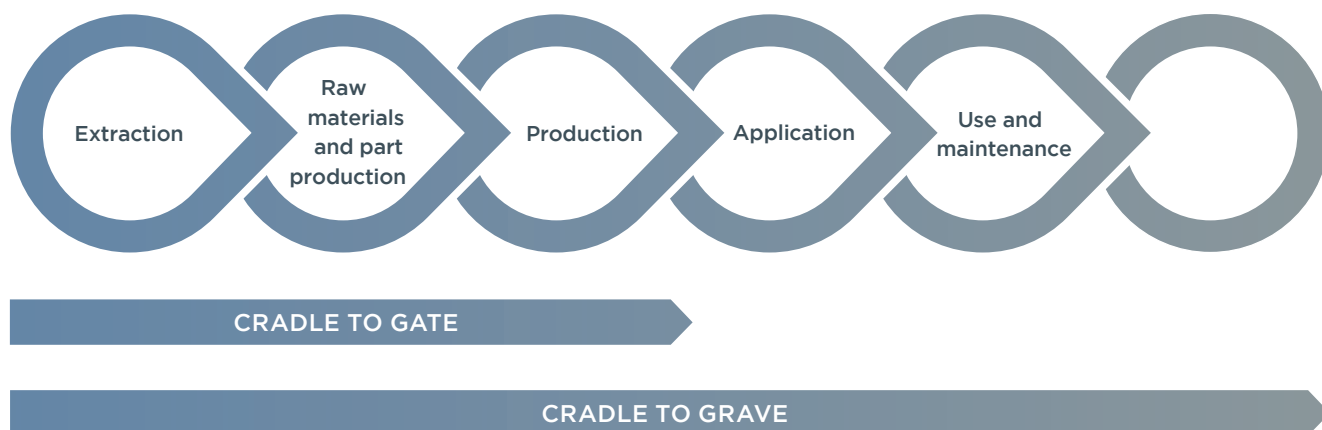 Extraction
Raw
materials
and part
production
Production
Application
Use and
maintenance
CRADLE TO GATE
CRADLE TO GRAVE